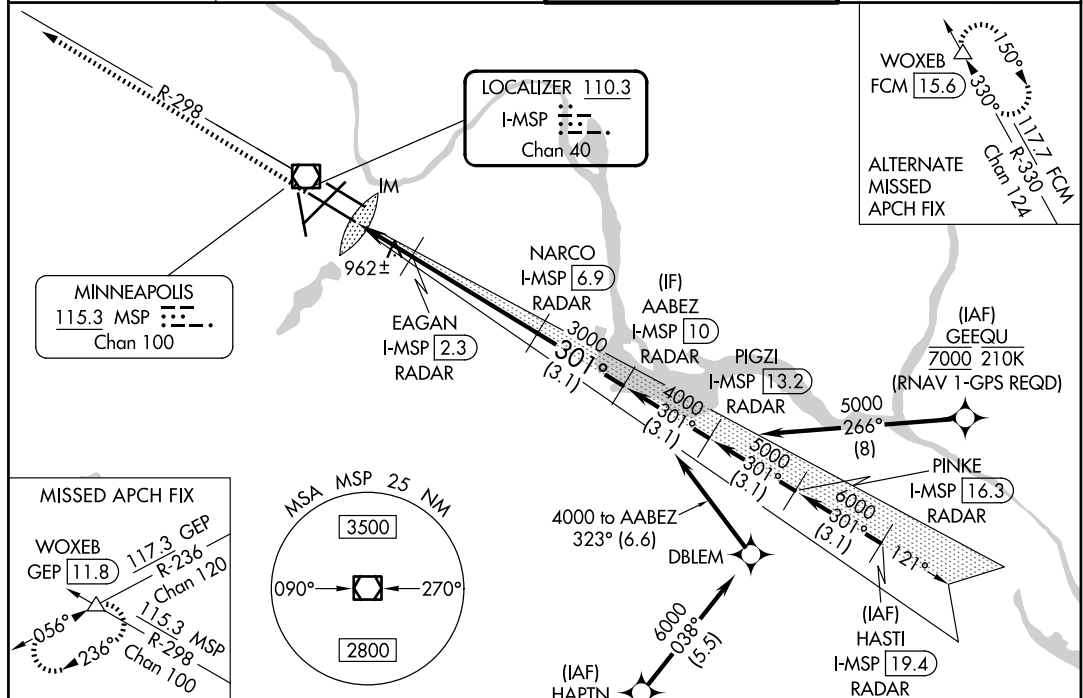 R-298
LOCALIZER 110.3
I-MSP
Chan 40
IM
WOXEB
FCM 15.6
150°
330°
117.7 FCM
R-330
Chan 124
ALTERNATE
MISSED
APCH FIX
MINNEAPOLIS
115.3 MSP
Chan 100
962±
EAGAN
I-MSP 2.3
RADAR
NARCO
I-MSP 6.9
RADAR
(IF)
AABEZ
I-MSP 10
RADAR
PIGZI
I-MSP 13.2
RADAR
(IAF)
GEEQU
7000 210K
(RNAV 1-GPS REQD)
5000
266°
(8)
3000
301°
(3.1)
4000
301°
(3.1)
5000
301°
(3.1)
6000
301°
(3.1)
121°
PINKE
I-MSP 16.3
RADAR
4000 to AABEZ
323° (6.6)
DBLEM
6000
038°
(5.5)
(IAF)
HAPTN
(IAF)
HASTI
I-MSP 19.4
RADAR
MISSED APCH FIX
WOXEB
GEP 11.8
117.3 GEP
R-236
Chan 120
056°
236°
115.3 MSP
R-298
Chan 100
MSA MSP 25 NM
3500
090°
270°
2800